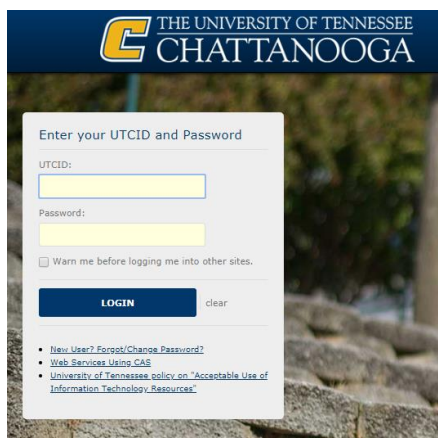 THE UNIVERSITY OF TENNESSEE
CHATTANOOGA
Enter your UTCID and Password
UTCID:
Password:
Warn me before logging me into other sites.
LOGIN clear
New User? Forgot/Change Password?
Web Services Using CAS
University of Tennessee policy on "Acceptable Use of
Information Technology Resources"